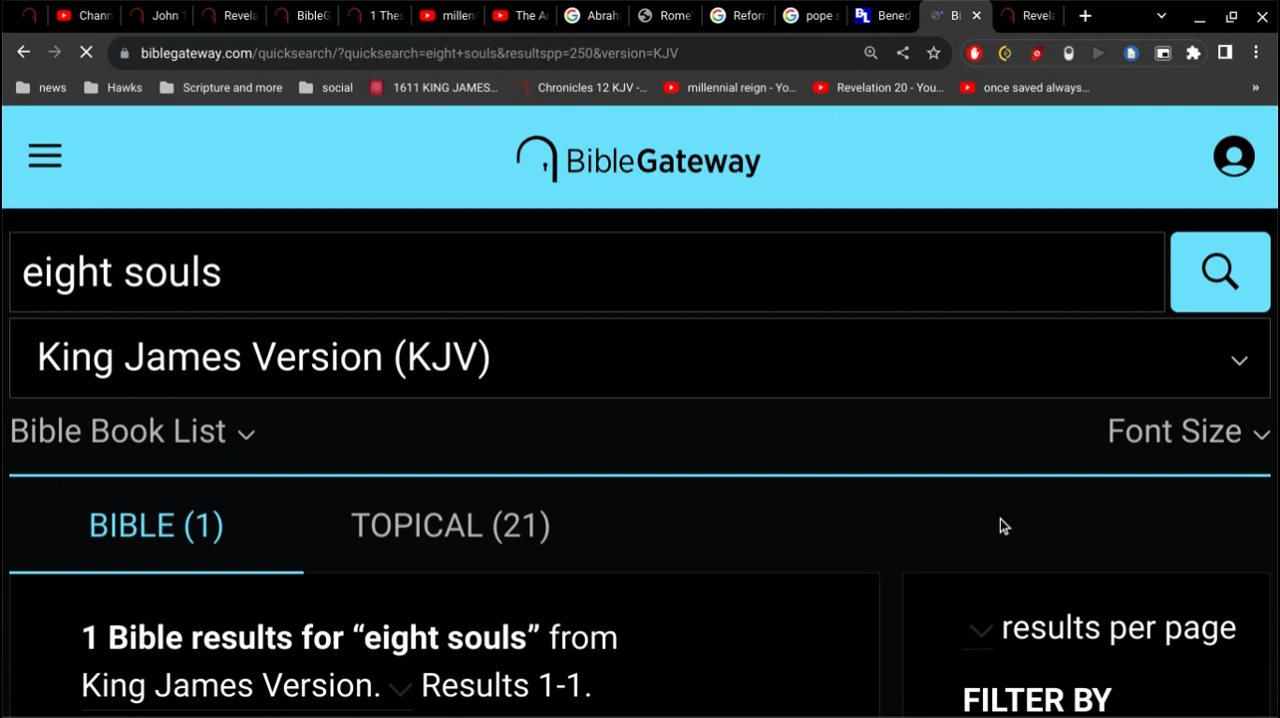 Chann
John
Revela
BibleG
1 Thes
millen
The A
Abrah
Rome
Reforr
pope s
BL
Bened
Bi
Revela
biblegateway.com/quicksearch/?quicksearch=eight+souls&resultspp=250&version=KJV
news
Hawks
Scripture and more
social
1611 KING JAMES...
Chronicles 12 KJV -...
millennial reign - Yo...
Revelation 20 - You...
once saved always...
»
BibleGateway
eight souls
King James Version (KJV)
Bible Book List
Font Size
BIBLE (1)
TOPICAL (21)
1 Bible results for “eight souls” from
King James Version. Results 1-1.
results per page
FILTER BY